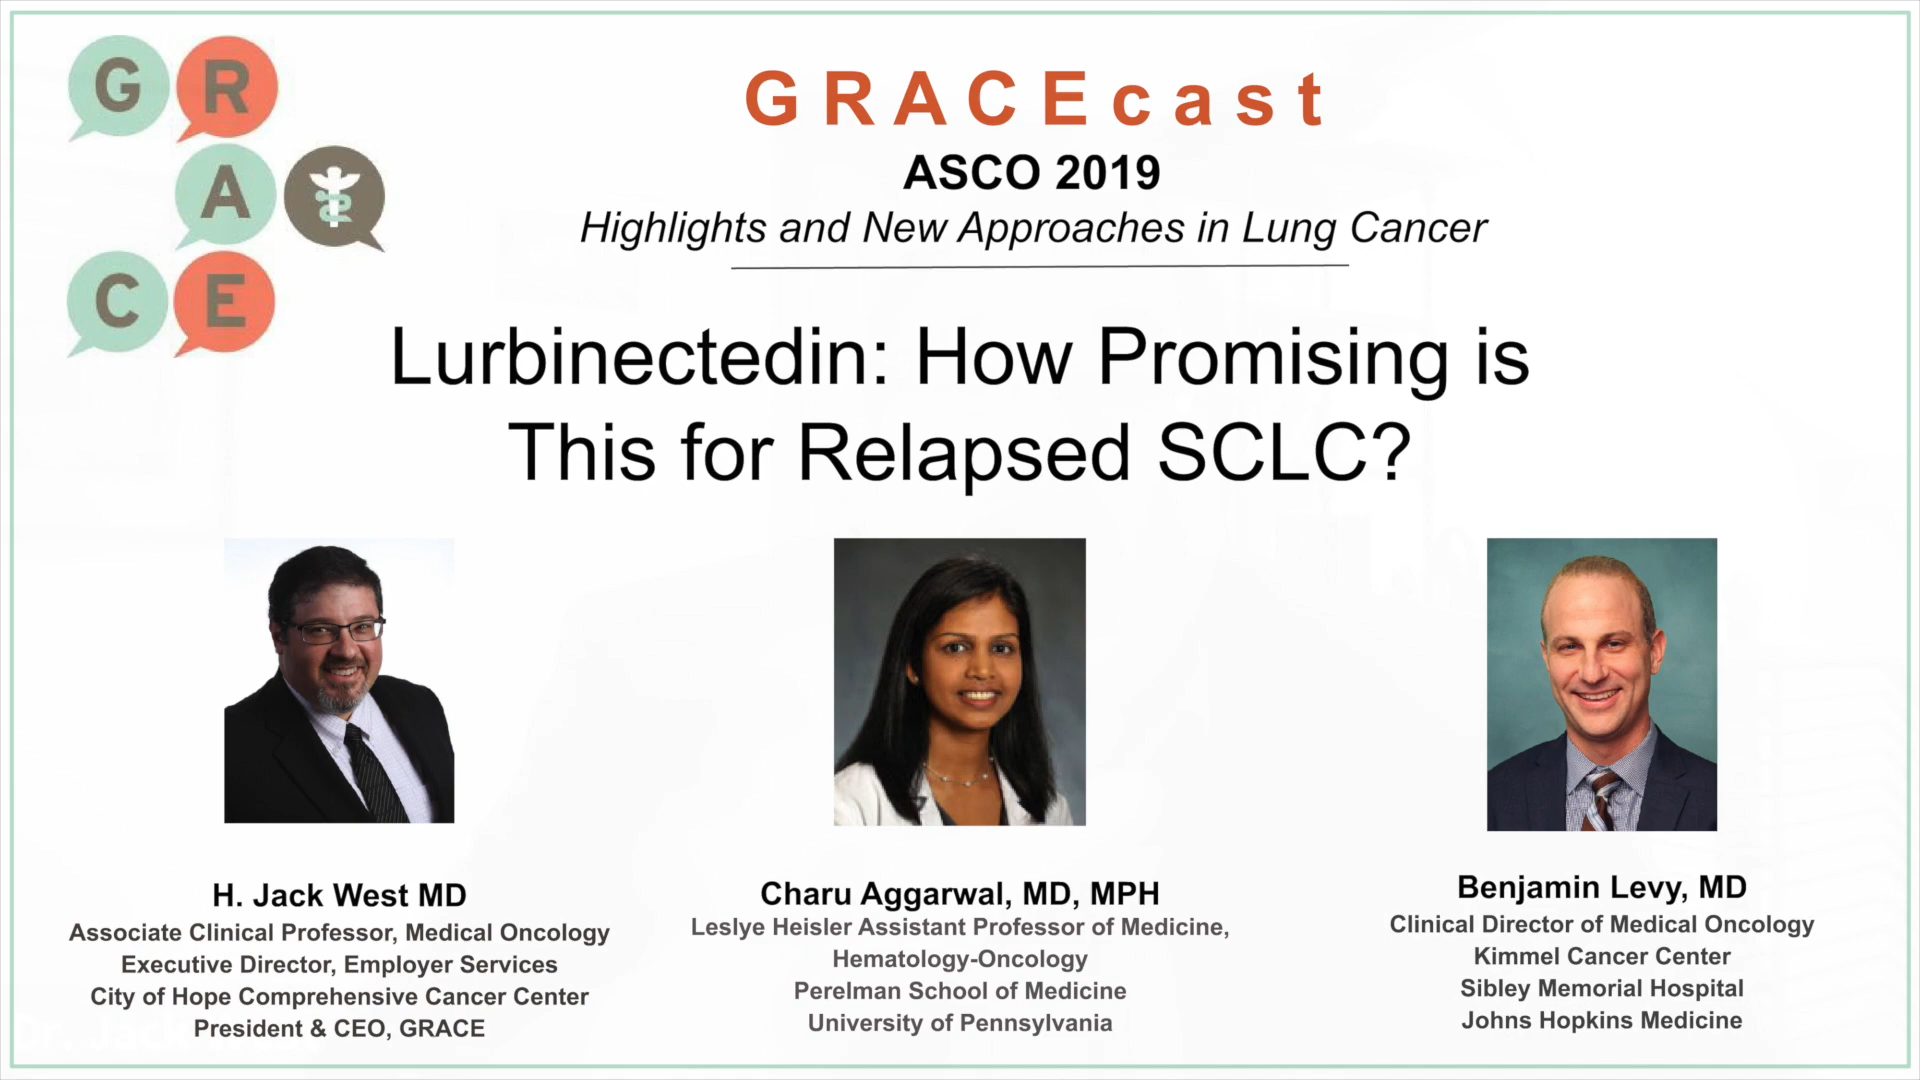 G R
A
C E
G R A C E c a s t
ASCO 2019
Highlights and New Approaches in Lung Cancer
Lurbinectedin: How Promising is
This for Relapsed SCLC?
H. Jack West MD
Associate Clinical Professor, Medical Oncology
Executive Director, Employer Services
City of Hope Comprehensive Cancer Center
President & CEO, GRACE
Charu Aggarwal, MD, MPH
Leslye Heisler Assistant Professor of Medicine,
Hematology-Oncology
Perelman School of Medicine
University of Pennsylvania
Benjamin Levy, MD
Clinical Director of Medical Oncology
Kimmel Cancer Center
Sibley Memorial Hospital
Johns Hopkins Medicine